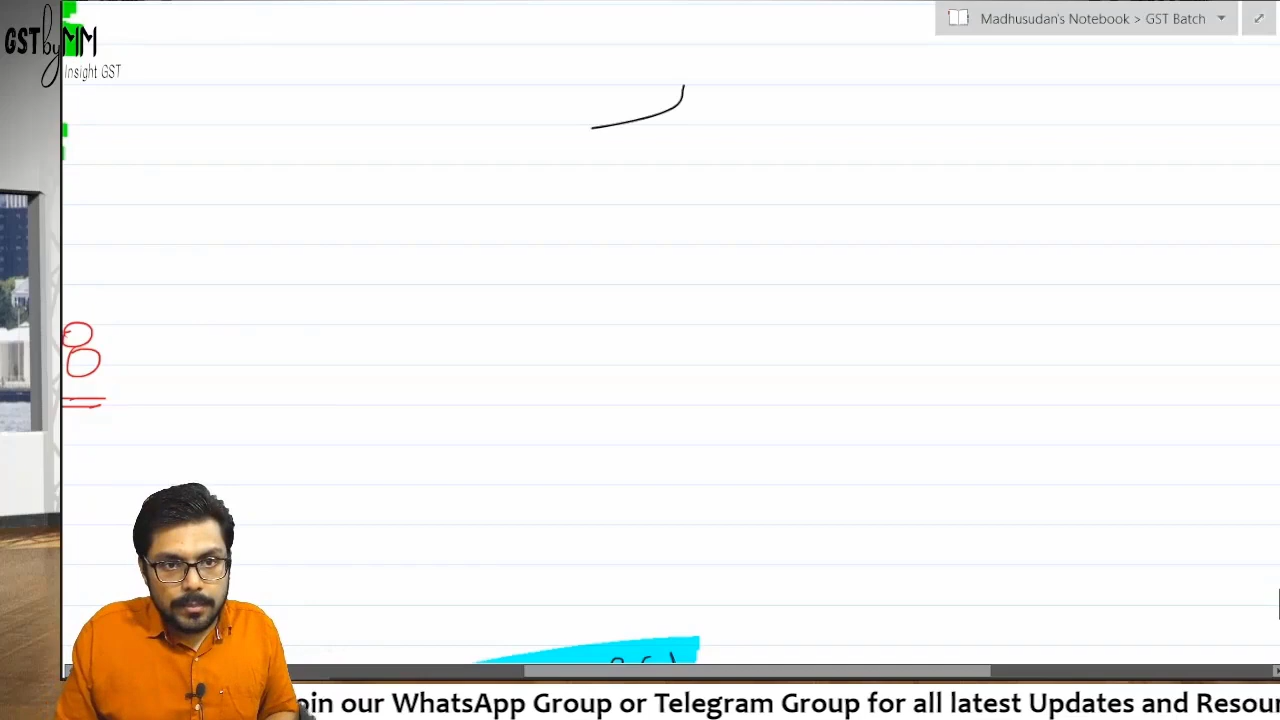 GST by MM
Insight GST
Madhusudan's Notebook > GST Batch
8
oin our WhatsApp Group or Telegram Group for all latest Updates and Resour